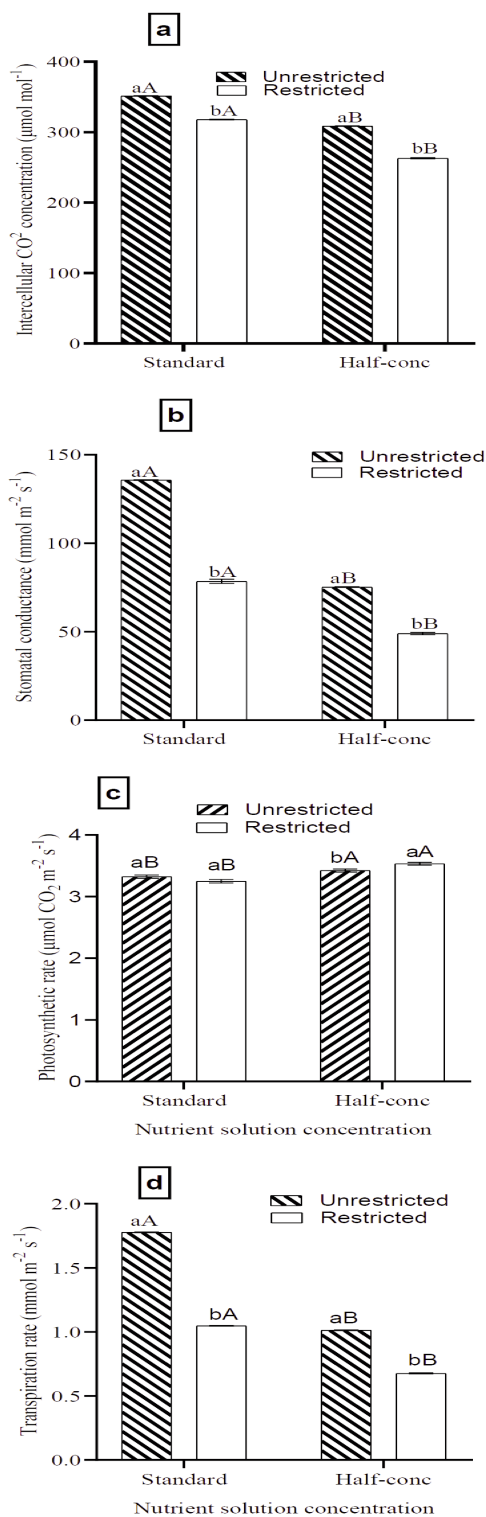 a
Unrestricted
Restricted
Intercellular CO² concentration (µmol mol⁻¹)
400
300
200
100
0
aA
bA
aB
bB
Standard
Half-conc
b
Unrestricted
Restricted
Stomatal conductance (mmol m⁻² s⁻¹)
150
100
50
0
aA
bA
aB
bB
Standard
Half-conc
c
Unrestricted
Restricted
Photosynthetic rate (µmol CO₂ m⁻² s⁻¹)
4
3
2
1
0
aB
aB
bA
aA
Standard
Half-conc
Nutrient solution concentration
d
Unrestricted
Restricted
Transpiration rate (mmol m⁻² s⁻¹)
2.0
1.5
1.0
0.5
0.0
aA
bA
aB
bB
Standard
Half-conc
Nutrient solution concentration